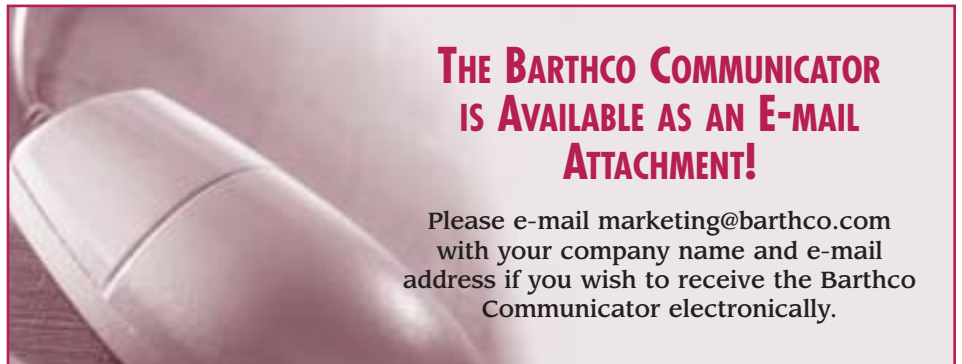 THE BARTHCO COMMUNICATOR
IS AVAILABLE AS AN E-MAIL
ATTACHMENT!
Please e-mail marketing@barthco.com
with your company name and e-mail
address if you wish to receive the Barthco
Communicator electronically.